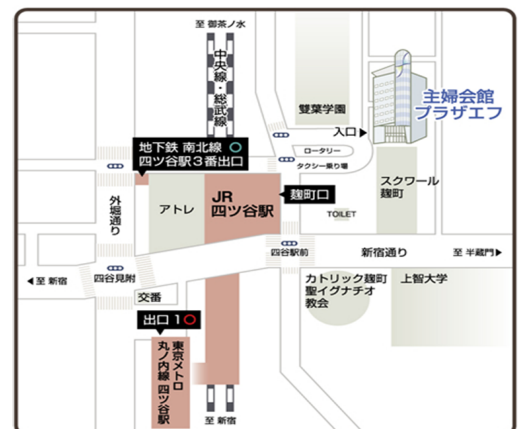 至 御茶ノ水
中央線・総武線
双葉学園
主婦会館
プラザエフ
入口
地下鉄 南北線
四ツ谷駅3番出口
ロータリー
タクシー乗り場
スクワール
麹町
外堀通り
アトレ
JR
四ツ谷駅
麹町口
TOILET
四谷駅前
新宿通り
至 半蔵門
至 新宿
四谷見附
交番
カトリック麹町
聖イグナチオ
教会
上智大学
出口 1
東京メトロ
丸ノ内線 四ツ谷駅
至 新宿